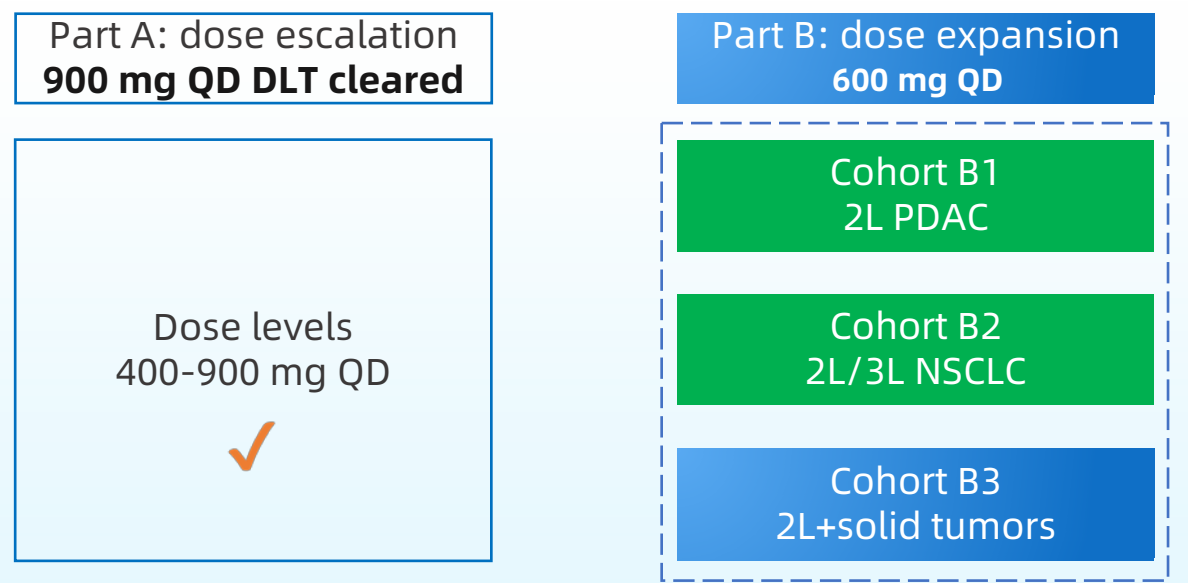 Part A: dose escalation
900 mg QD DLT cleared
Dose levels
400-900 mg QD
Part B: dose expansion
600 mg QD
Cohort B1
2L PDAC
Cohort B2
2L/3L NSCLC
Cohort B3
2L+solid tumors